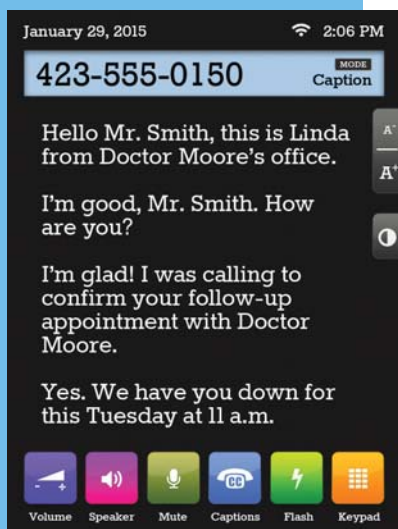 January 29, 2015 2:06 PM
423-555-0150 MODE
Caption
Hello Mr. Smith, this is Linda
from Doctor Moore's office.
I'm good, Mr. Smith. How
are you?
I'm glad! I was calling to
confirm your follow-up
appointment with Doctor
Moore.
Yes. We have you down for
this Tuesday at 11 a.m.
A-
A+
CC
Volume Speaker Mute Captions Flash Keypad